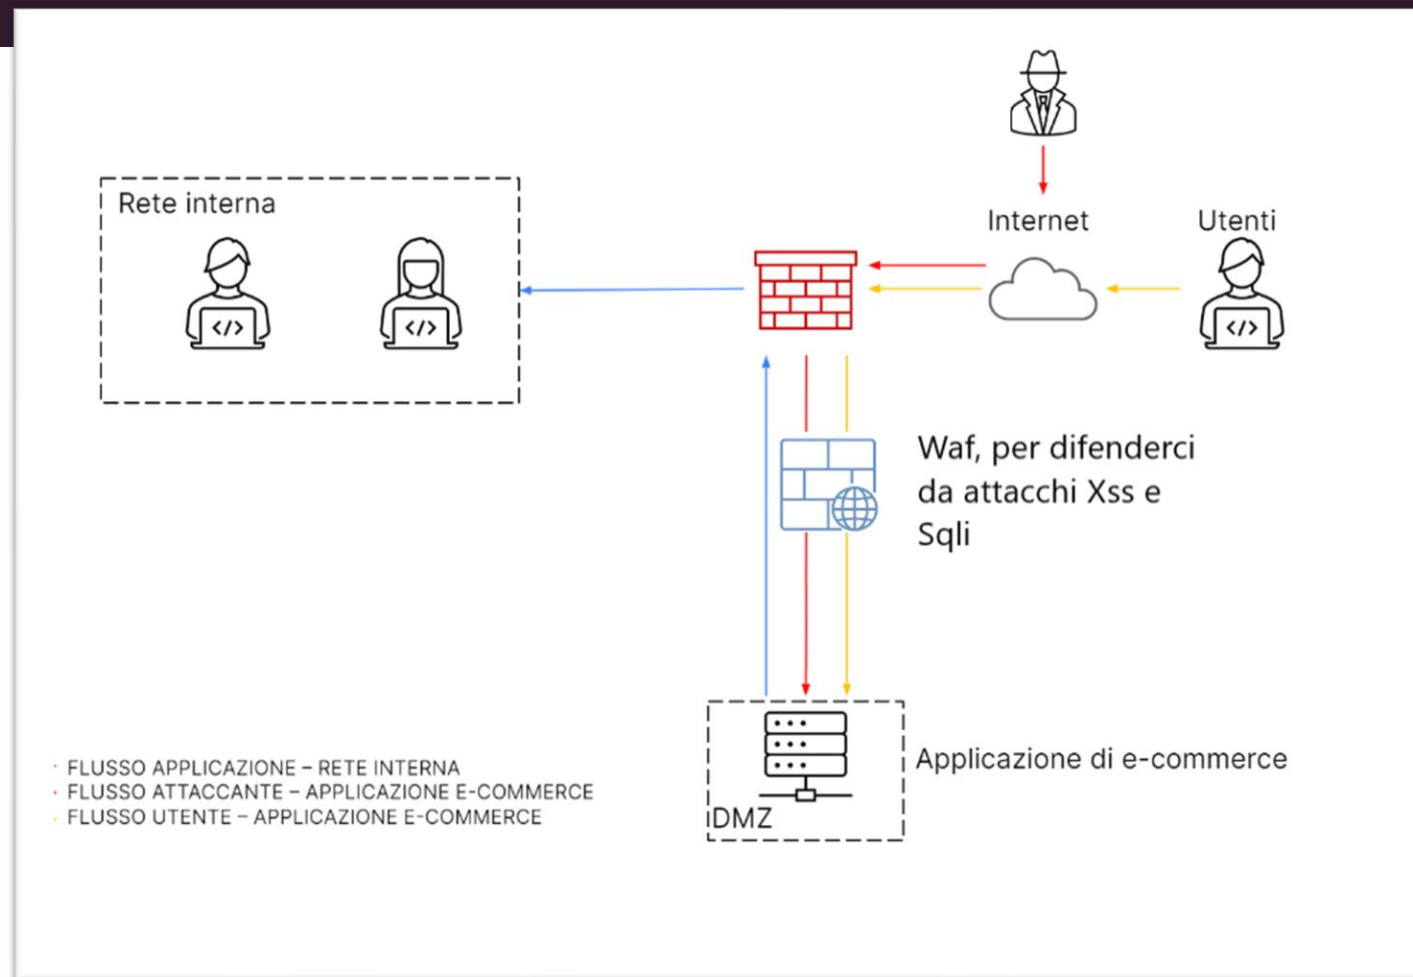 Rete interna
Internet
Utenti
</>
</>
</>
Waf, per difenderci
da attacchi Xss e
Sqli
Applicazione di e-commerce
DMZ
FLUSSO APPLICAZIONE – RETE INTERNA
FLUSSO ATTACCANTE – APPLICAZIONE E-COMMERCE
FLUSSO UTENTE – APPLICAZIONE E-COMMERCE